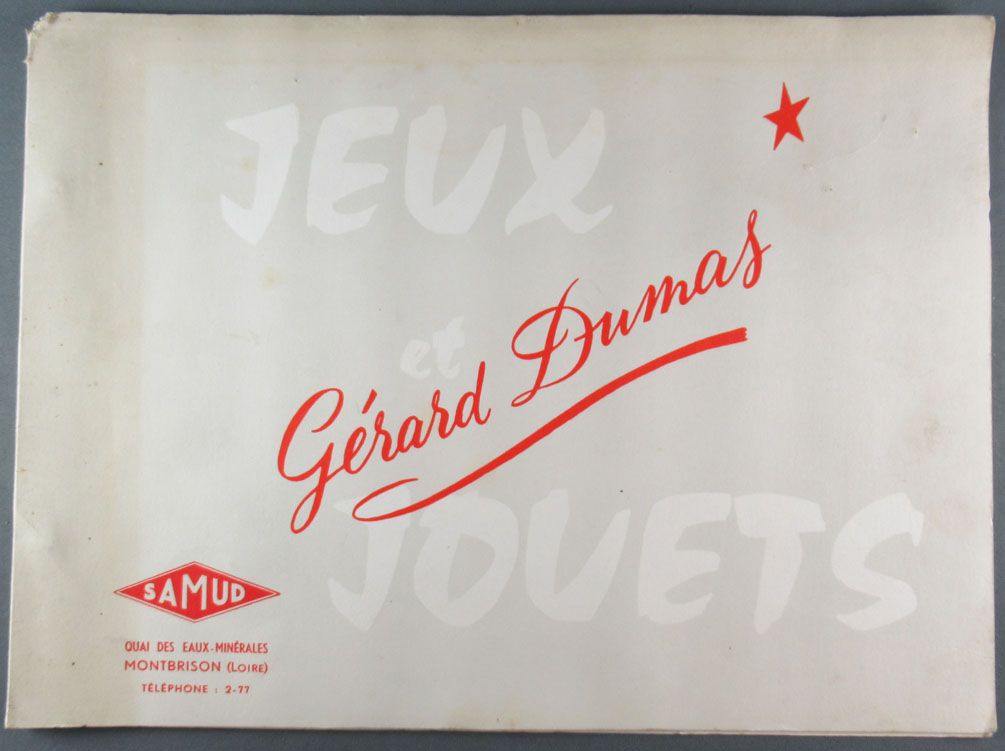 JEUX
et
Gérard Dumas
JOUETS
SAMUD
QUAI DES EAUX-MINÉRALES
MONTBRISON (LOIRE)
TÉLÉPHONE : 2-77